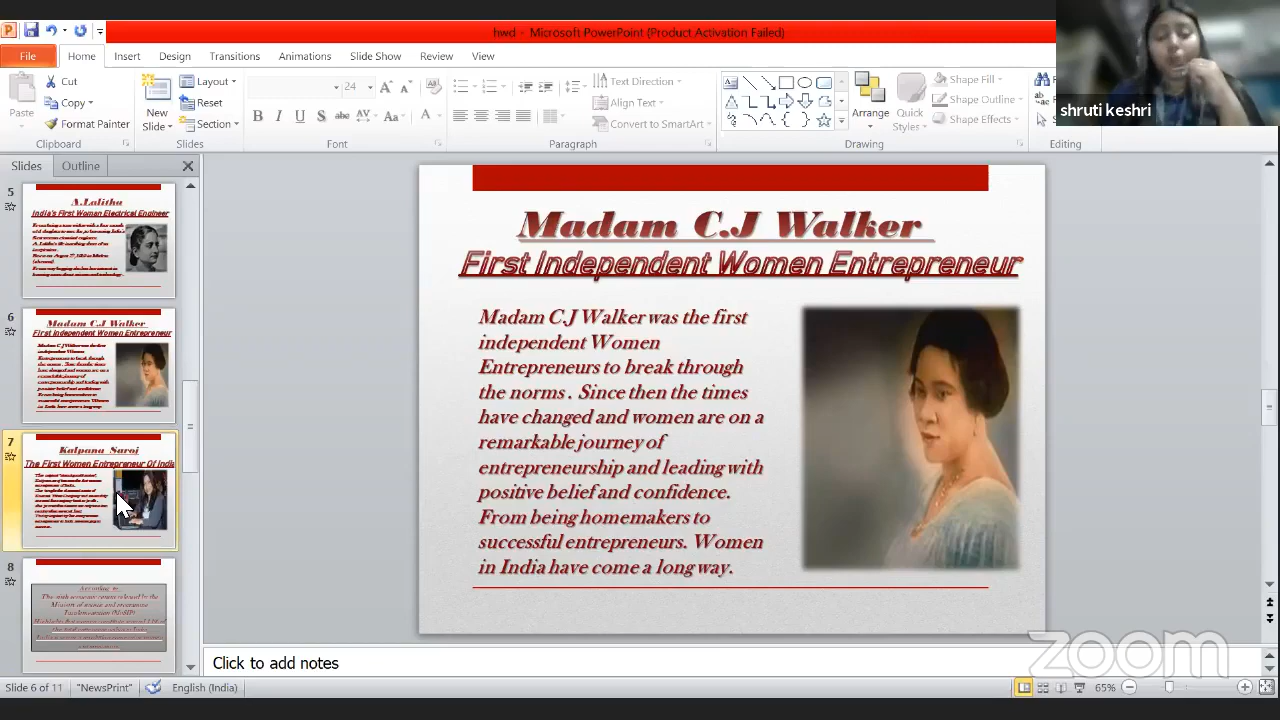 hwd - Microsoft PowerPoint (Product Activation Failed)
File Home Insert Design Transitions Animations Slide Show Review View
Paste
Cut
Copy
Format Painter
Clipboard
New Slide
Layout
Reset
Section
Slides
24
Font
Text Direction
Align Text
Convert to SmartArt
Paragraph
Arrange
Quick Styles
Shape Fill
Shape Outline
Shape Effects
Drawing
Editing
shruti keshri
Slides Outline
5
A.Lalitha
India's First Woman Electrical Engineer
6
Madam C.J Walker
First Independent Women Entrepreneur
7
Kalpana Saroj
The First Women Entrepreneur Of India
8
According to
Madam C.J Walker
First Independent Women Entrepreneur
Madam C.J Walker was the first
independent Women
Entrepreneurs to break through
the norms . Since then the times
have changed and women are on a
remarkable journey of
entrepreneurship and leading with
positive belief and confidence.
From being homemakers to
successful entrepreneurs. Women
in India have come a long way.
Click to add notes
zoom
Slide 6 of 11 "NewsPrint" English (India) 65%